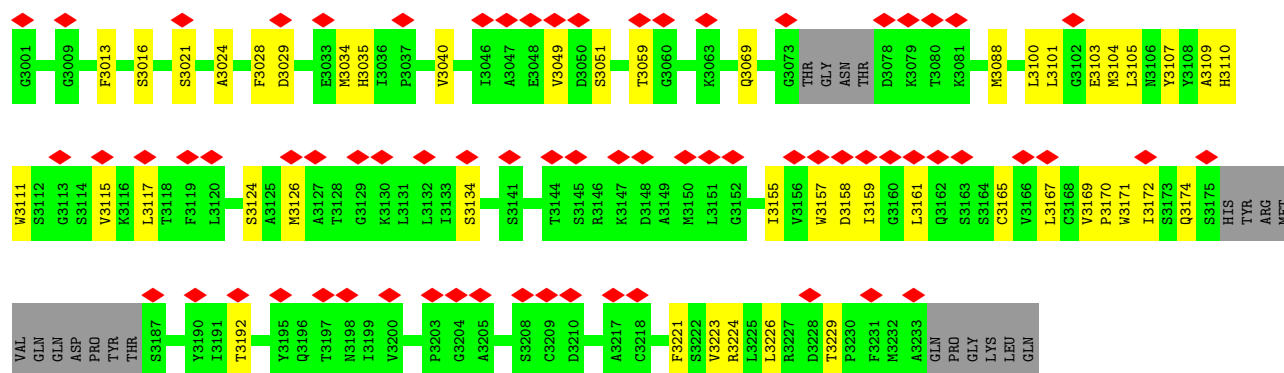 G3001 G3009 F3013 S3016 S3021 A3024 F3028 D3029 E3033 M3034 H3035 I3036 P3037 V3040 I3046 A3047 E3048 V3049 D3050 S3051 T3059 G3060 K3063 Q3069 G3073 THR GLY ASN THR D3078 K3079 T3080 K3081 M3088 L3100 L3101 G3102 E3103 M3104 L3105 N3106 Y3107 Y3108 A3109 H3110
W3111 S3112 G3113 S3114 V3115 K3116 L3117 T3118 F3119 L3120 S3124 A3125 M3126 A3127 T3128 G3129 K3130 L3131 L3132 I3133 S3134 S3141 T3144 S3145 R3146 K3147 D3148 A3149 M3150 L3151 G3152 I3155 V3156 W3157 D3158 I3159 G3160 L3161 Q3162 S3163 S3164 C3165 V3166 L3167 C3168 V3169 P3170 W3171 I3172 S3173 Q3174 S3175 HIS TYR ARG MET
VAL GLN GLN ASP PRO TYR THR S3187 Y3190 I3191 T3192 Y3195 Q3196 T3197 N3198 I3199 V3200 P3203 G3204 A3205 S3208 C3209 D3210 A3217 C3218 F3221 S3222 V3223 R3224 L3225 L3226 R3227 D3228 T3229 P3230 F3231 M3232 A3233 GLN PRO GLY LYS LEU GLN